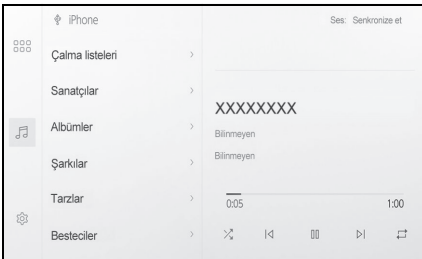 iPhone
Ses: Senkronize et
Çalma listeleri
Sanatçılar
Albümler
Şarkılar
Tarzlar
Besteciler
XXXXXXXX
Bilinmeyen
Bilinmeyen
0:05
1:00